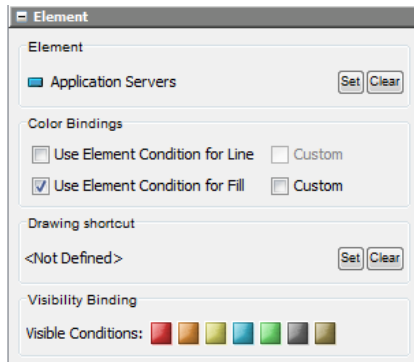 Element
Element
Application Servers Set Clear
Color Bindings
Use Element Condition for Line Custom
Use Element Condition for Fill Custom
Drawing shortcut
<Not Defined> Set Clear
Visibility Binding
Visible Conditions: